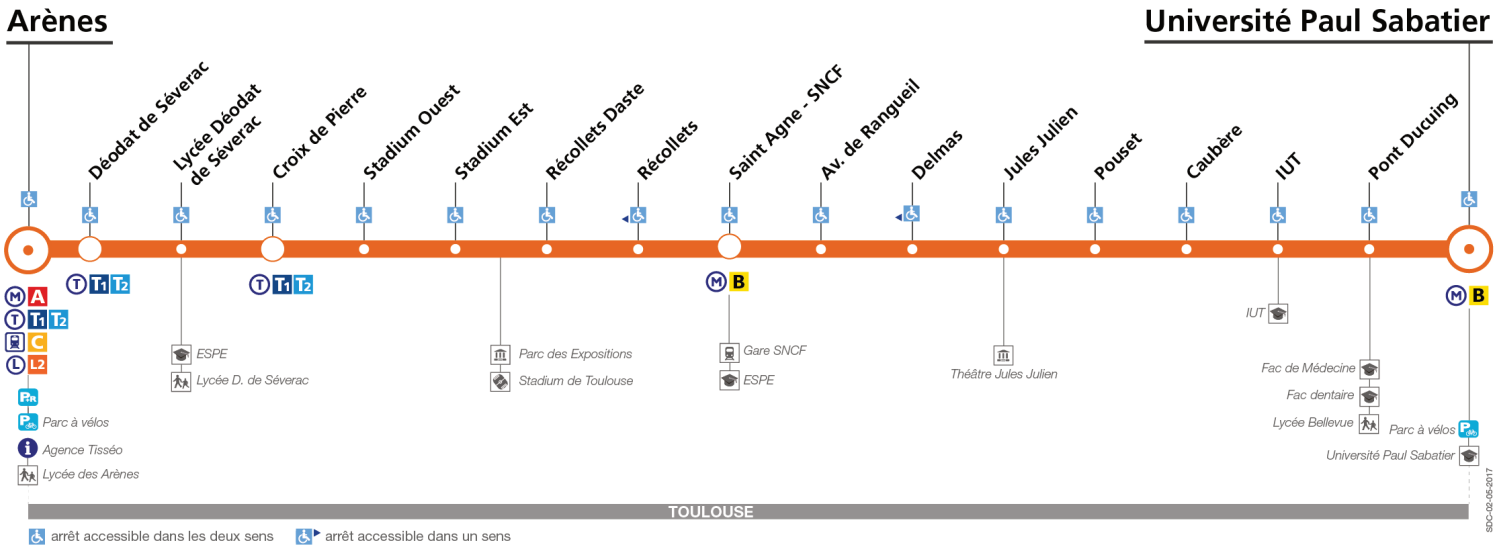 Arènes
Université Paul Sabatier
Déodat de Séverac
Lycée Déodat
de Séverac
Croix de Pierre
Stadium Ouest
Stadium Est
Récollets Daste
Récollets
Saint Agne - SNCF
Av. de Rangueil
Delmas
Jules Julien
Pouset
Caubère
IUT
Pont Ducuing
T T1 T2
T T1 T2
M B
M B
M A
T T1 T2
C
L L2
P+R
P Parc à vélos
i Agence Tisséo
Lycée des Arènes
ESPE
Lycée D. de Séverac
Parc des Expositions
Stadium de Toulouse
Gare SNCF
ESPE
Théâtre Jules Julien
IUT
Fac de Médecine
Fac dentaire
Lycée Bellevue
Parc à vélos P
Université Paul Sabatier
SDC-02-05-2017
TOULOUSE
arrêt accessible dans les deux sens
arrêt accessible dans un sens